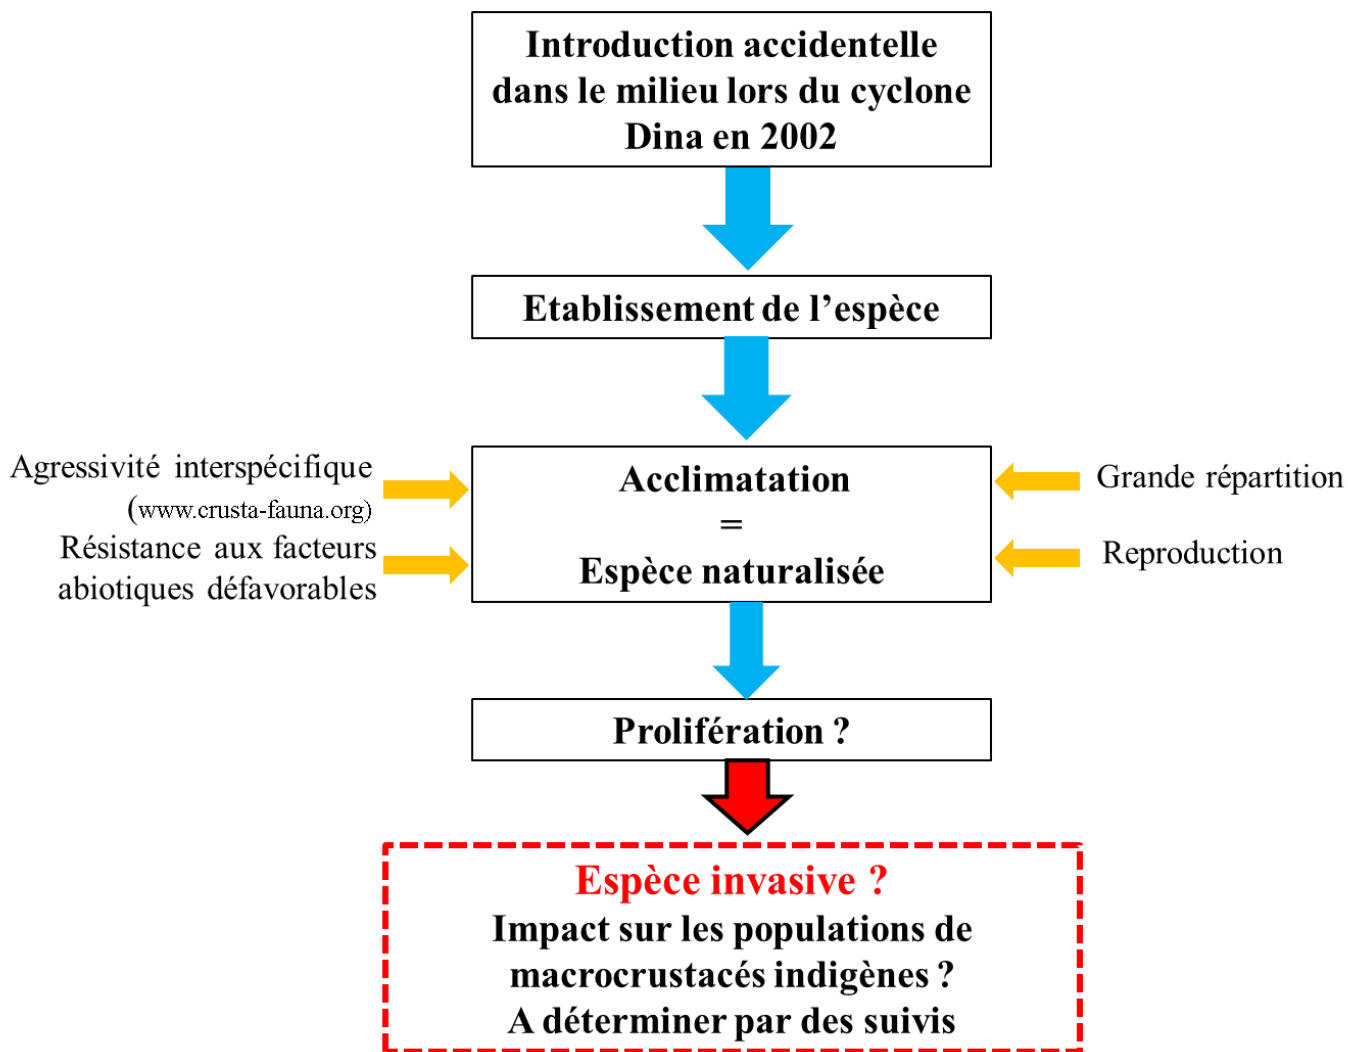 Introduction accidentelle
dans le milieu lors du cyclone
Dina en 2002
Etablissement de l’espèce
Agressivité interspécifique
(www.crusta-fauna.org)
Résistance aux facteurs
abiotiques défavorables
Acclimatation
=
Espèce naturalisée
Grande répartition
Reproduction
Prolifération ?
Espèce invasive ?
Impact sur les populations de
macrocrustacés indigènes ?
A déterminer par des suivis